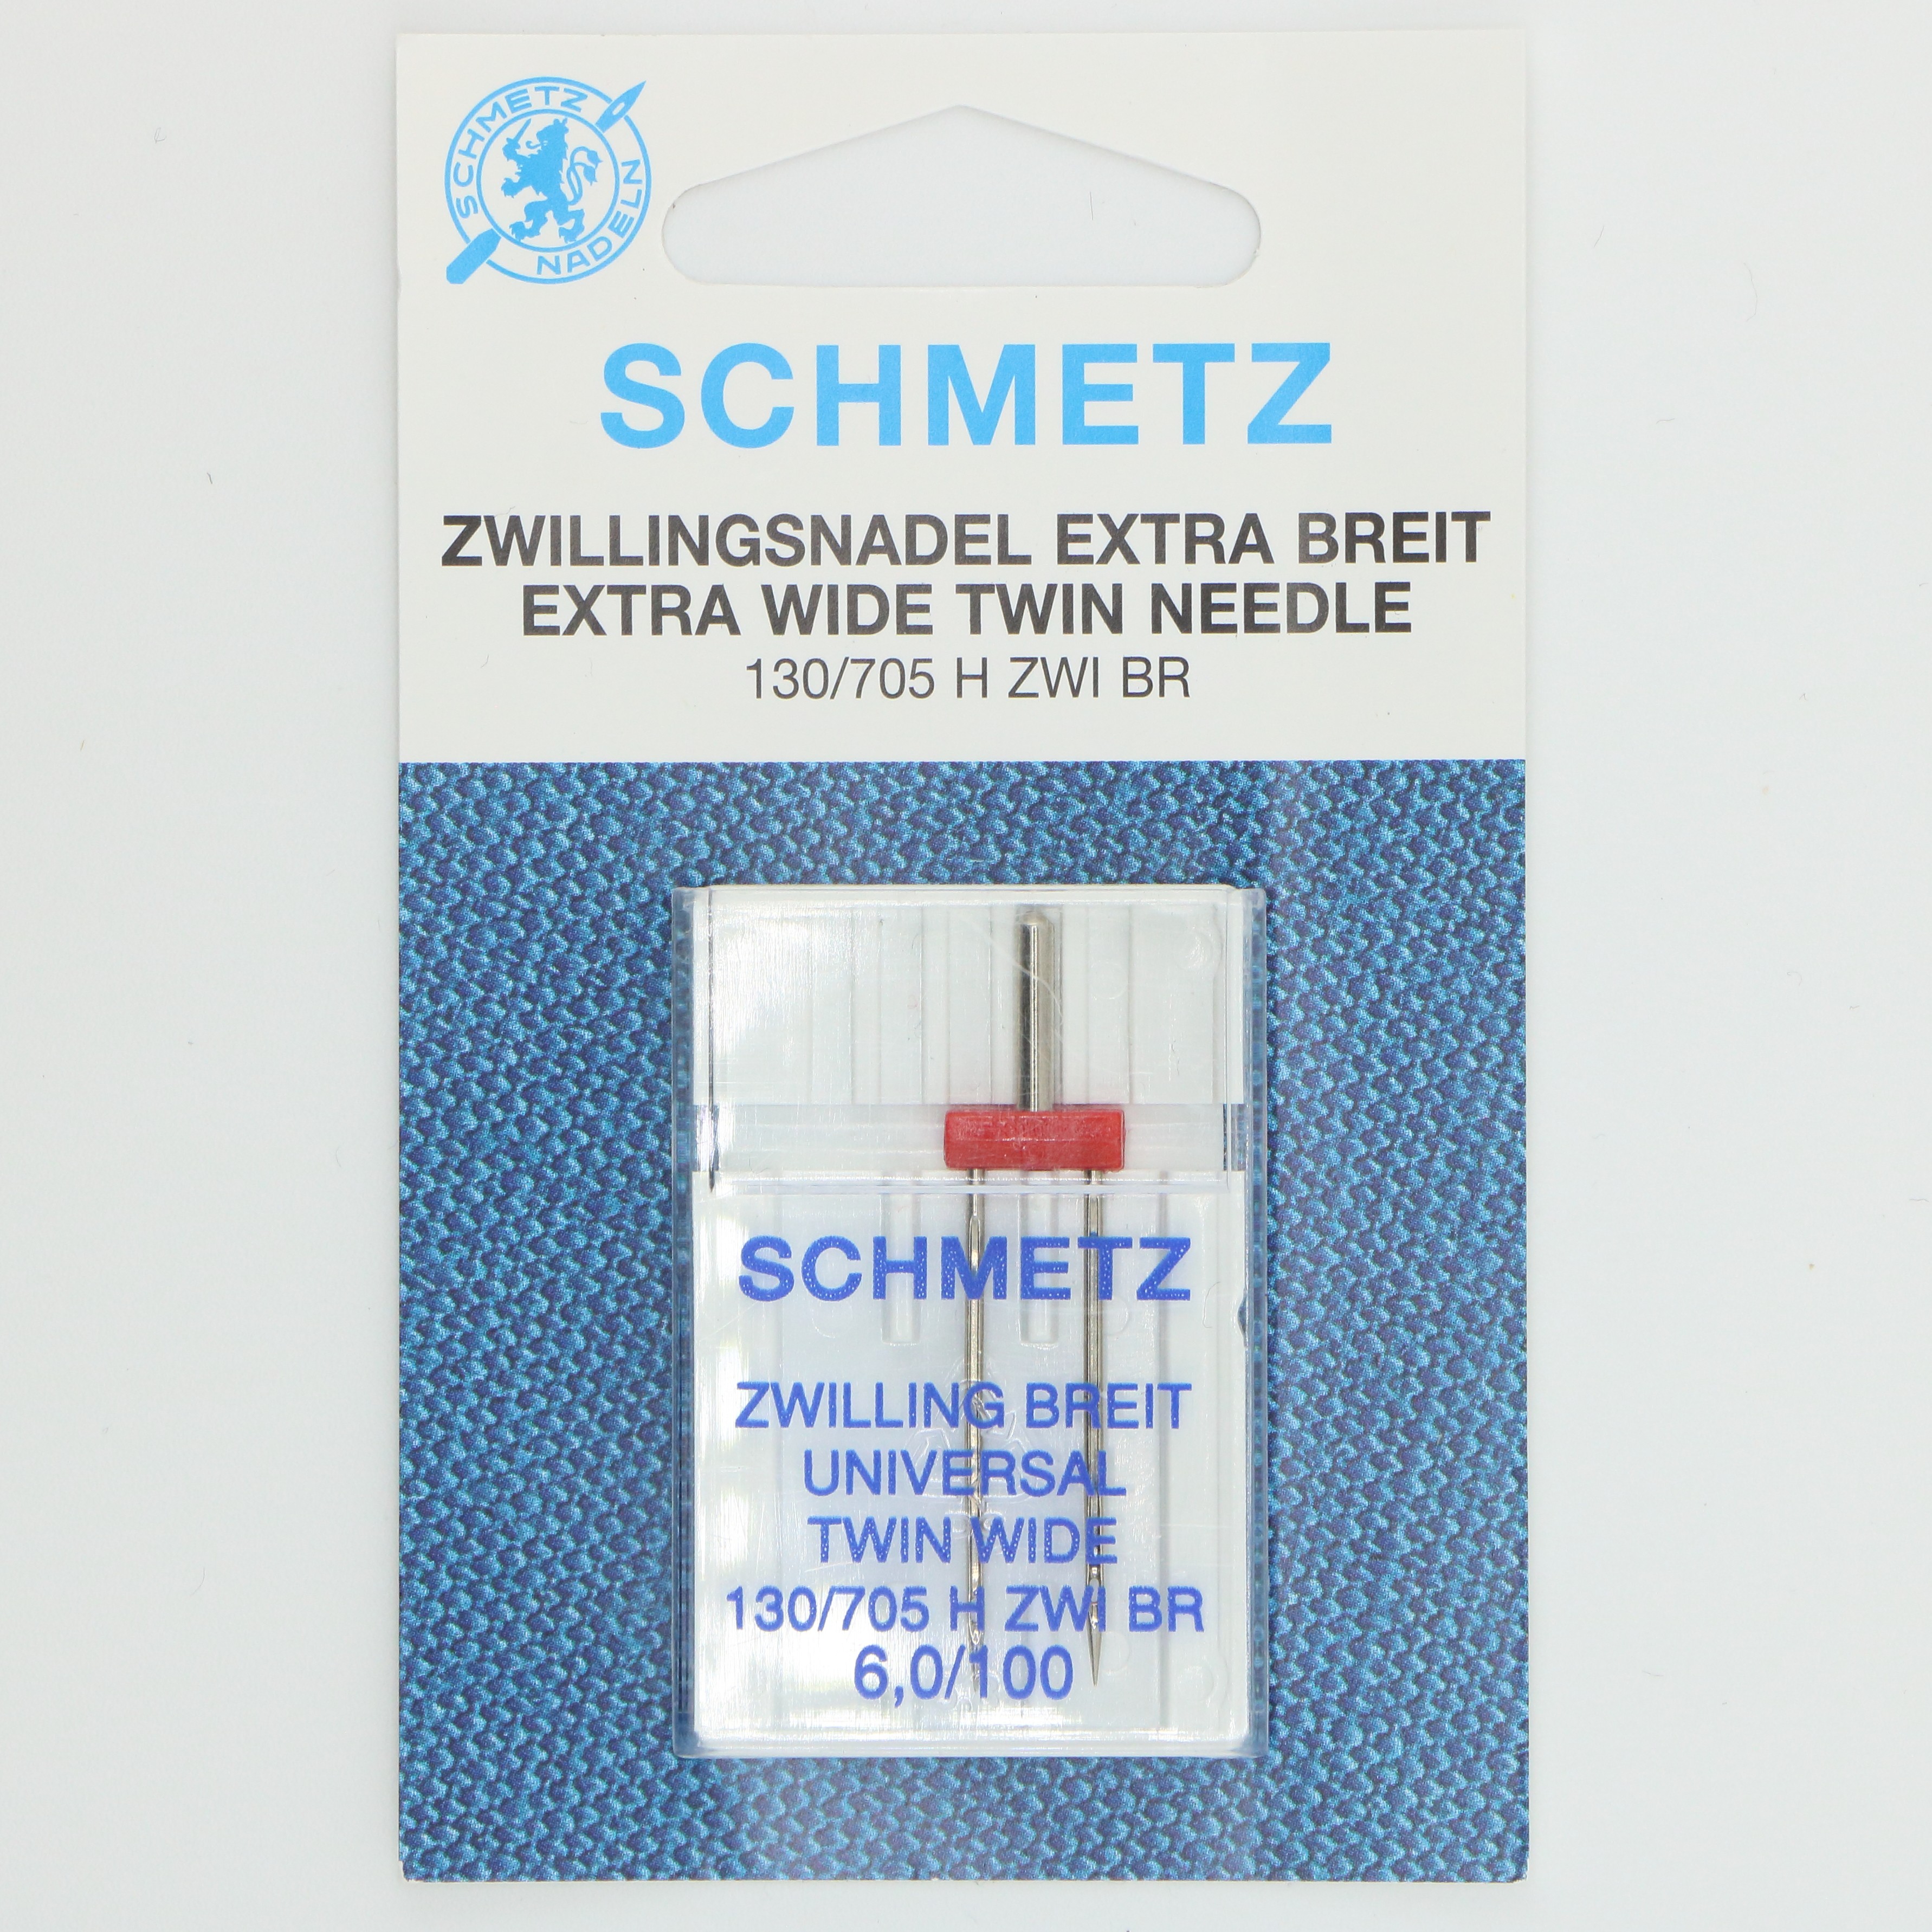 SCHMETZ
NADELN
SCHMETZ
ZWILLINGSNADEL EXTRA BREIT
EXTRA WIDE TWIN NEEDLE
130/705 H ZWI BR
SCHMETZ
ZWILLING BREIT
UNIVERSAL
TWIN WIDE
130/705 H ZWI BR
6,0/100